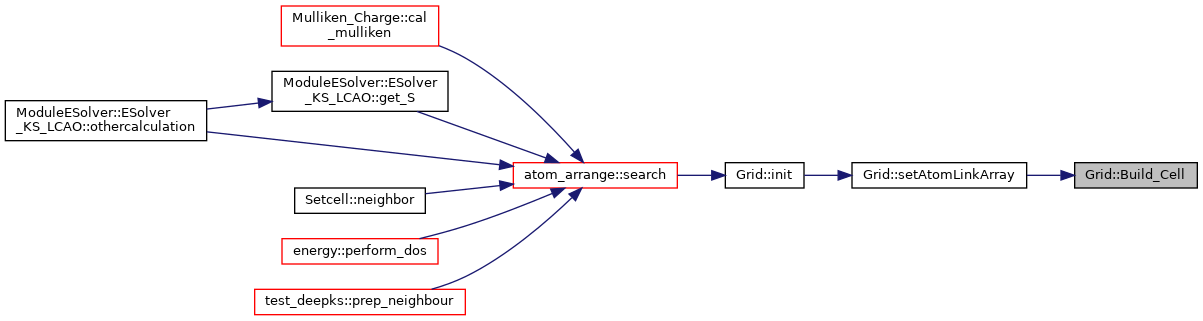 Mulliken_Charge::cal
_mulliken
ModuleESolver::ESolver
_KS_LCAO::get_S
ModuleESolver::ESolver
_KS_LCAO::othercalculation
atom_arrange::search
Grid::init
Grid::setAtomLinkArray
Grid::Build_Cell
Setcell::neighbor
energy::perform_dos
test_deepks::prep_neighbour